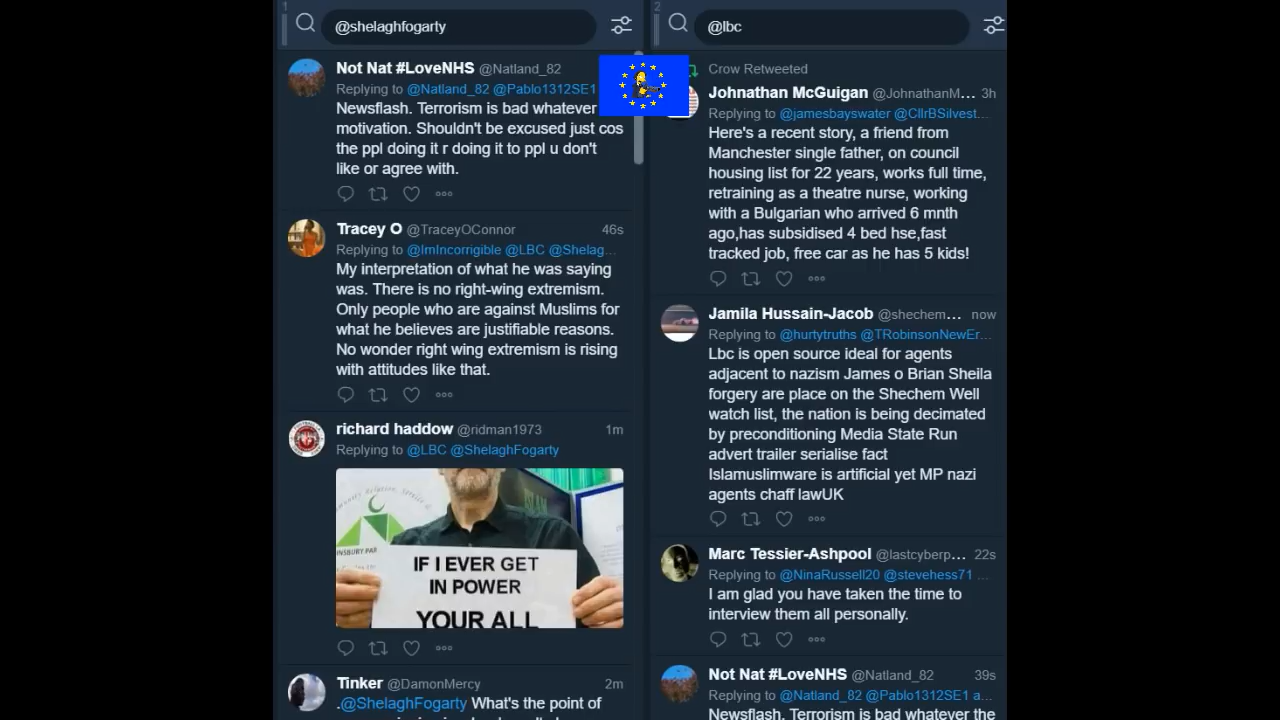 1
@shelaghfogarty
Not Nat #LoveNHS @Natland_82
Replying to @Natland_82 @Pablo1312SE1
Newsflash. Terrorism is bad whatever
motivation. Shouldn't be excused just cos
the ppl doing it r doing it to ppl u don't
like or agree with.
Tracey O @TraceyOConnor 46s
Replying to @ImIncorrigible @LBC @Shelag...
My interpretation of what he was saying
was. There is no right-wing extremism.
Only people who are against Muslims for
what he believes are justifiable reasons.
No wonder right wing extremism is rising
with attitudes like that.
richard haddow @ridman1973 1m
Replying to @LBC @ShelaghFogarty
ISLAM
NSBURY PAR
IF I EVER GET
IN POWER
YOUR ALL
Tinker @DamonMercy 2m
.@ShelaghFogarty What's the point of
2
@lbc
Crow Retweeted
Johnathan McGuigan @JohnathanM... 3h
Replying to @jamesbayswater @CllrBSilvest...
Here's a recent story, a friend from
Manchester single father, on council
housing list for 22 years, works full time,
retraining as a theatre nurse, working
with a Bulgarian who arrived 6 mnth
ago,has subsidised 4 bed hse,fast
tracked job, free car as he has 5 kids!
Jamila Hussain-Jacob @shechem... now
Replying to @hurtytruths @TRobinsonNewEr...
Lbc is open source ideal for agents
adjacent to nazism James o Brian Sheila
forgery are place on the Shechem Well
watch list, the nation is being decimated
by preconditioning Media State Run
advert trailer serialise fact
Islamuslimware is artificial yet MP nazi
agents chaff lawUK
Marc Tessier-Ashpool @lastcyberp... 22s
Replying to @NinaRussell20 @stevehess71 ...
I am glad you have taken the time to
interview them all personally.
Not Nat #LoveNHS @Natland_82 39s
Replying to @Natland_82 @Pablo1312SE1 a...
Newsflash. Terrorism is bad whatever the